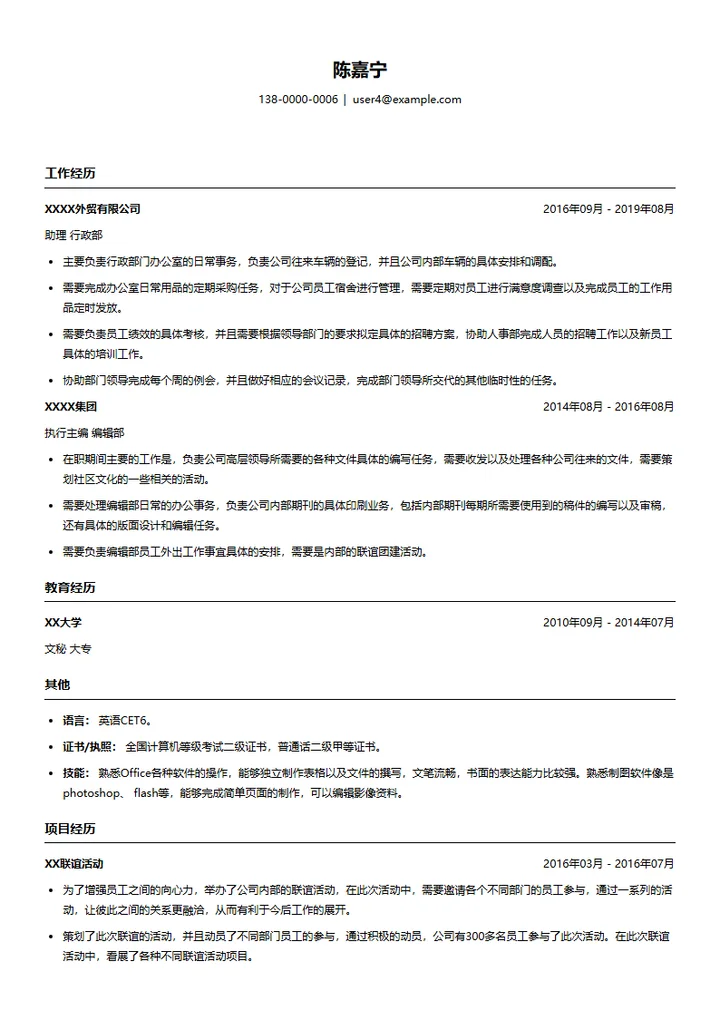 陈嘉宁
138-0000-0006 | user4@example.com
工作经历
XXXX外贸有限公司 2016年09月 - 2019年08月
助理 行政部
• 主要负责行政部门办公室的日常事务，负责公司往来车辆的登记，并且公司内部车辆的具体安排和调配。
• 需要完成办公室日常用品的定期采购任务，对于公司员工宿舍进行管理，需要定期对员工进行满意度调查以及完成员工的工作用
品定时发放。
• 需要负责员工绩效的具体考核，并且需要根据领导部门的要求拟定具体的招聘方案，协助人事部完成人员的招聘工作以及新员工
具体的培训工作。
• 协助部门领导完成每个周的例会，并且做好相应的会议记录，完成部门领导所交代的其他临时性的任务。
XXXX集团 2014年08月 - 2016年08月
执行主编 编辑部
• 在职期间主要的工作是，负责公司高层领导所需要的各种文件具体的编写任务，需要收发以及处理各种公司往来的文件，需要策
划社区文化的一些相关的活动。
• 需要处理编辑部日常的办公事务，负责公司内部期刊的具体印刷业务，包括内部期刊每期所需要使用到的稿件的编写以及审稿，
还有具体的版面设计和编辑任务。
• 需要负责编辑部员工外出工作事宜具体的安排，需要是内部的联谊团建活动。
教育经历
XX大学 2010年09月 - 2014年07月
文秘 大专
其他
• 语言： 英语CET6。
• 证书/执照： 全国计算机等级考试二级证书，普通话二级甲等证书。
• 技能： 熟悉Office各种软件的操作，能够独立制作表格以及文件的撰写，文笔流畅，书面的表达能力比较强。熟悉制图软件像是
photoshop、 flash等，能够完成简单页面的制作，可以编辑影像资料。
项目经历
XX联谊活动 2016年03月 - 2016年07月
• 为了增强员工之间的向心力，举办了公司内部的联谊活动，在此次活动中，需要邀请各个不同部门的员工参与，通过一系列的活
动，让彼此之间的关系更融洽，从而有利于今后工作的展开。
• 策划了此次联谊的活动，并且动员了不同部门员工的参与，通过积极的动员，公司有300多名员工参与了此次活动。在此次联谊
活动中，看展了各种不同联谊活动项目。